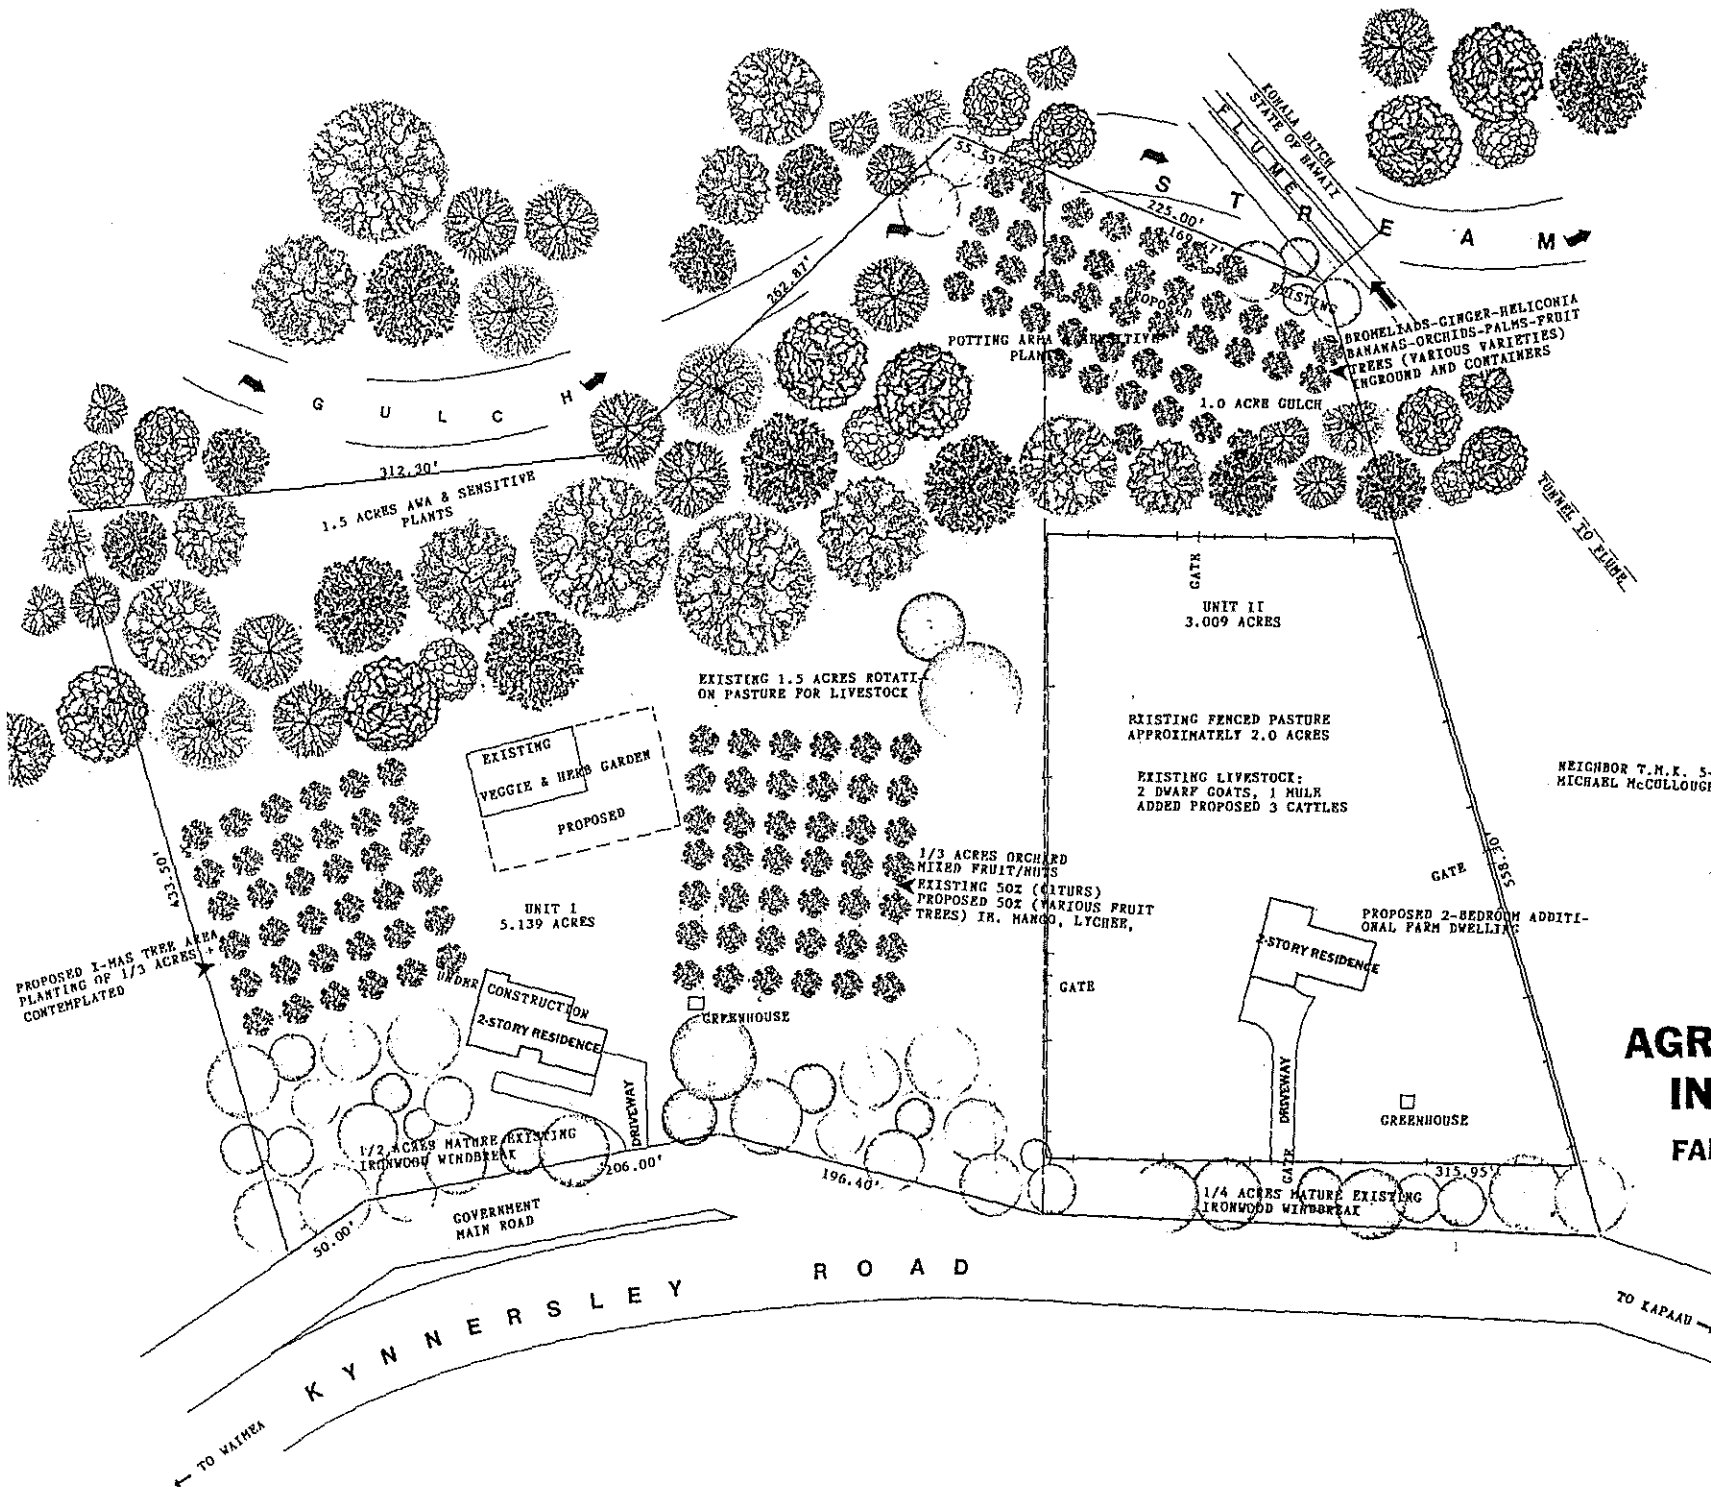 KOHALA DITCH
STATE OF HAWAII
FLUME
STREAM
55.53'
225.00'
262.87'
EXISTING
PROPOSED
POTTING AREA & SENSITIVE
PLANTS
BROMELIADS-GINGER-HELICONIA
BANANAS-ORCHIDS-PALMS-FRUIT
TREES (VARIOUS VARIETIES)
INGROUND AND CONTAINERS
1.0 ACRE GULCH
GULCH
312.30'
1.5 ACRES AWA & SENSITIVE
PLANTS
TUNNEL TO FLUME
GATE
UNIT II
3.009 ACRES
EXISTING 1.5 ACRES ROTATI-
ON PASTURE FOR LIVESTOCK
EXISTING FENCED PASTURE
APPROXIMATELY 2.0 ACRES
EXISTING LIVESTOCK:
2 DWARF GOATS, 1 MULE
ADDED PROPOSED 3 CATTLES
NEIGHBOR T.M.K. 5-
MICHAEL McCULLOUGH
EXISTING
VEGGIE & HERB GARDEN
PROPOSED
433.50'
558.30'
1/3 ACRES ORCHARD
MIXED FRUIT/NUTS
EXISTING 50% (CITURS)
PROPOSED 50% (VARIOUS FRUIT
TREES) IE. MANGO, LYCHEE,
GATE
UNIT I
5.139 ACRES
PROPOSED 2-BEDROOM ADDITI-
ONAL FARM DWELLING
2-STORY RESIDENCE
PROPOSED X-MAS TREE AREA
PLANTING OF 1/3 ACRES +
CONTEMPLATED
GATE
UNDER CONSTRUCTION
2-STORY RESIDENCE
GREENHOUSE
DRIVEWAY
DRIVEWAY
GATE
GREENHOUSE
AGR
IN
FA
1/2 ACRES MATURE EXISTING
IRONWOOD WINDBREAK
206.00'
196.40'
315.95'
1/4 ACRES MATURE EXISTING
IRONWOOD WINDBREAK
50.00'
GOVERNMENT
MAIN ROAD
KYNNERSLEY ROAD
TO KAPAAU
TO WAIMEA